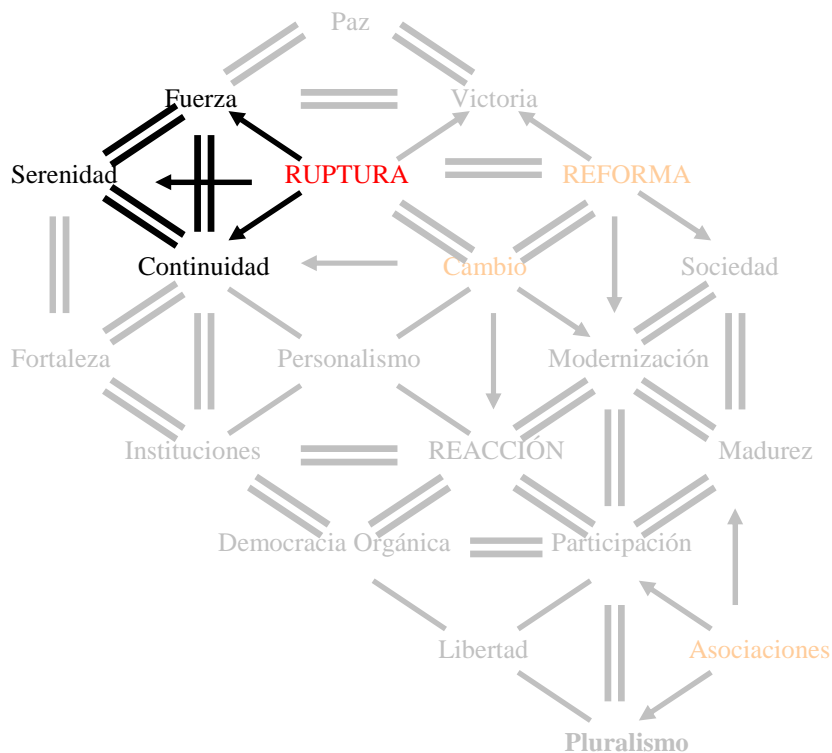 Paz
Fuerza Victoria
Serenidad RUPTURA REFORMA
Continuidad Cambio Sociedad
Fortaleza Personalismo Modernización
Instituciones REACCIÓN Madurez
Democracia Orgánica Participación
Libertad Asociaciones
Pluralismo